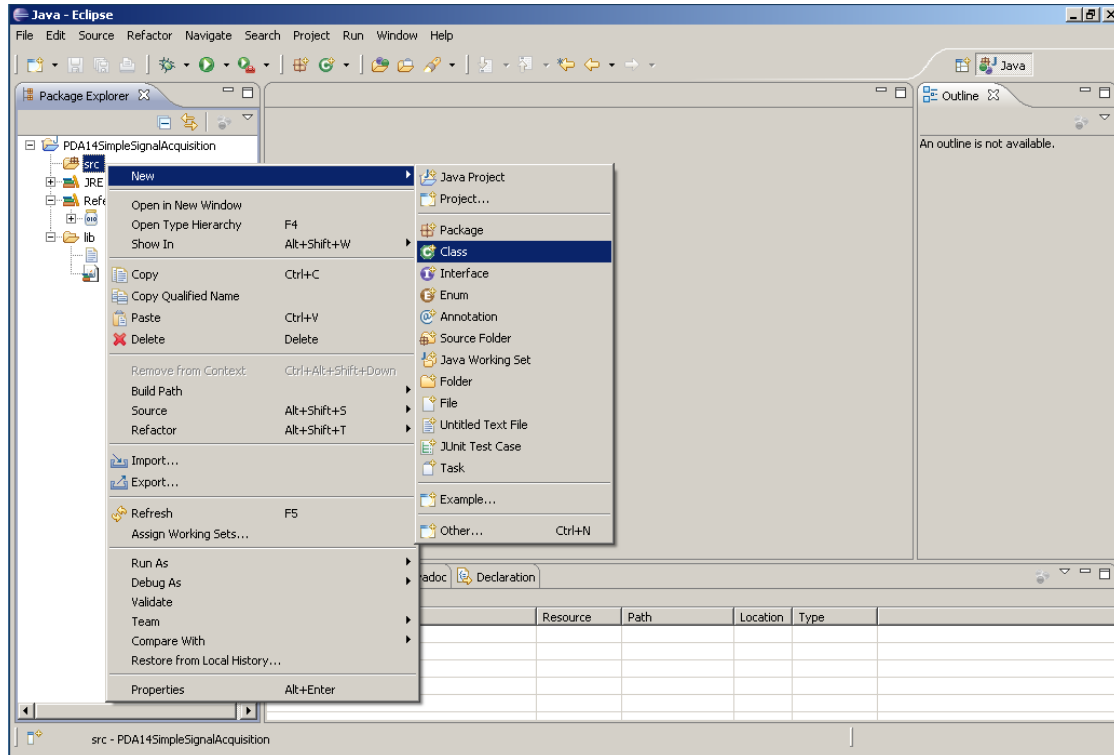 Java - Eclipse
File Edit Source Refactor Navigate Search Project Run Window Help
Java
Package Explorer
Outline
PDA14SimpleSignalAcquisition
An outline is not available.
src
JRE
lib
New
Open in New Window
Open Type Hierarchy F4
Show In Alt+Shift+W
Copy Ctrl+C
Copy Qualified Name
Paste Ctrl+V
Delete Delete
Remove from Context Ctrl+Alt+Shift+Down
Build Path
Source Alt+Shift+S
Refactor Alt+Shift+T
Import...
Export...
Refresh F5
Assign Working Sets...
Run As
Debug As
Validate
Team
Compare With
Restore from Local History...
Properties Alt+Enter
Java Project
Project...
Package
Class
Interface
Enum
Annotation
Source Folder
Java Working Set
Folder
File
Untitled Text File
JUnit Test Case
Task
Example...
Other... Ctrl+N
Declaration
Resource Path Location Type
src - PDA14SimpleSignalAcquisition